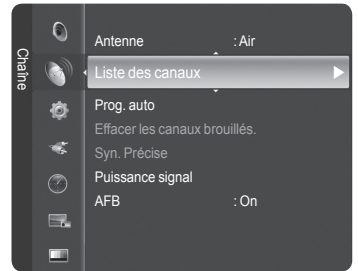 Chaîne
Antenne : Air
Liste des canaux
Prog. auto
Effacer les canaux brouillés.
Syn. Précise
Puissance signal
AFB : On